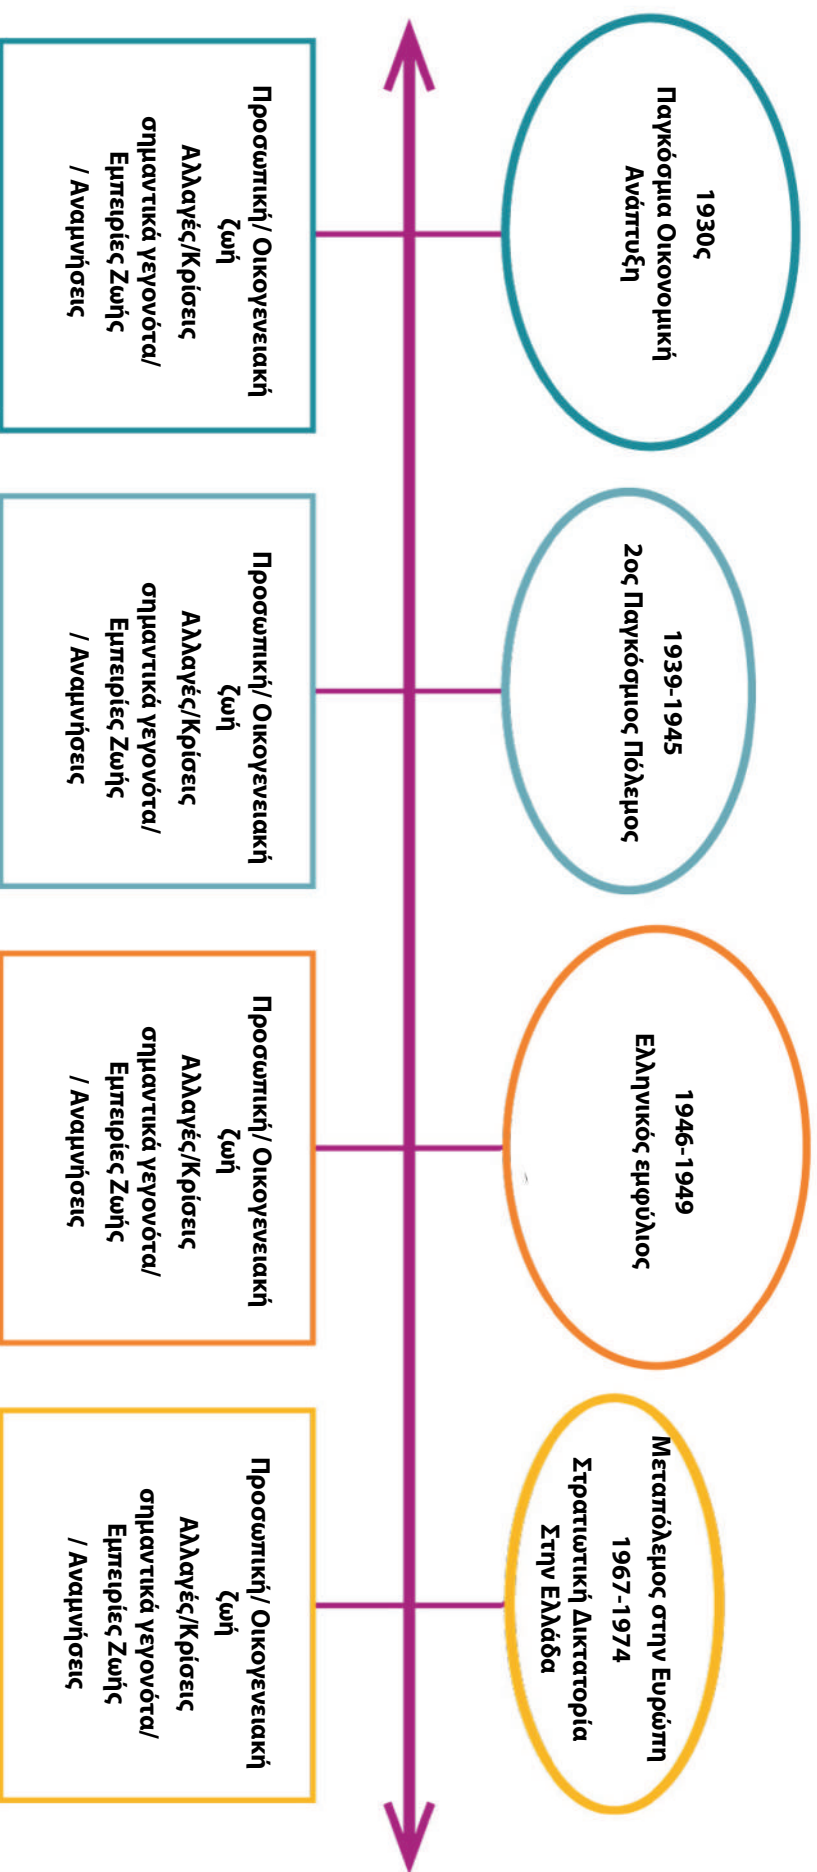 1930ς
Παγκόσμια Οικονομική
Ανάπτυξη
1939-1945
2ος Παγκόσμιος Πόλεμος
1946-1949
Ελληνικός εμφύλιος
Μεταπόλεμος στην Ευρώπη
1967-1974
Στρατιωτική Δικτατορία
Στην Ελλάδα
Προσωπική/ Οικογενειακή
ζωή
Αλλαγές/Κρίσεις
σημαντικά γεγονότα/
Εμπειρίες Ζωής
/ Αναμνήσεις
Προσωπική/ Οικογενειακή
ζωή
Αλλαγές/Κρίσεις
σημαντικά γεγονότα/
Εμπειρίες Ζωής
/ Αναμνήσεις
Προσωπική/ Οικογενειακή
ζωή
Αλλαγές/Κρίσεις
σημαντικά γεγονότα/
Εμπειρίες Ζωής
/ Αναμνήσεις
Προσωπική/ Οικογενειακή
ζωή
Αλλαγές/Κρίσεις
σημαντικά γεγονότα/
Εμπειρίες Ζωής
/ Αναμνήσεις